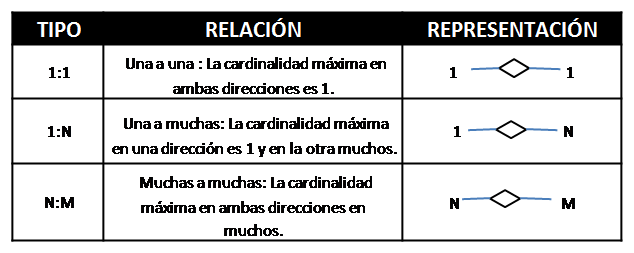 TIPO RELACIÓN REPRESENTACIÓN
1:1
Una a una : La cardinalidad máxima en
ambas direcciones es 1.
1 1
1:N
Una a muchas: La cardinalidad máxima
en una dirección es 1 y en la otra muchos.
1 N
N:M
Muchas a muchas: La cardinalidad
máxima en ambas direcciones en
muchos.
N M